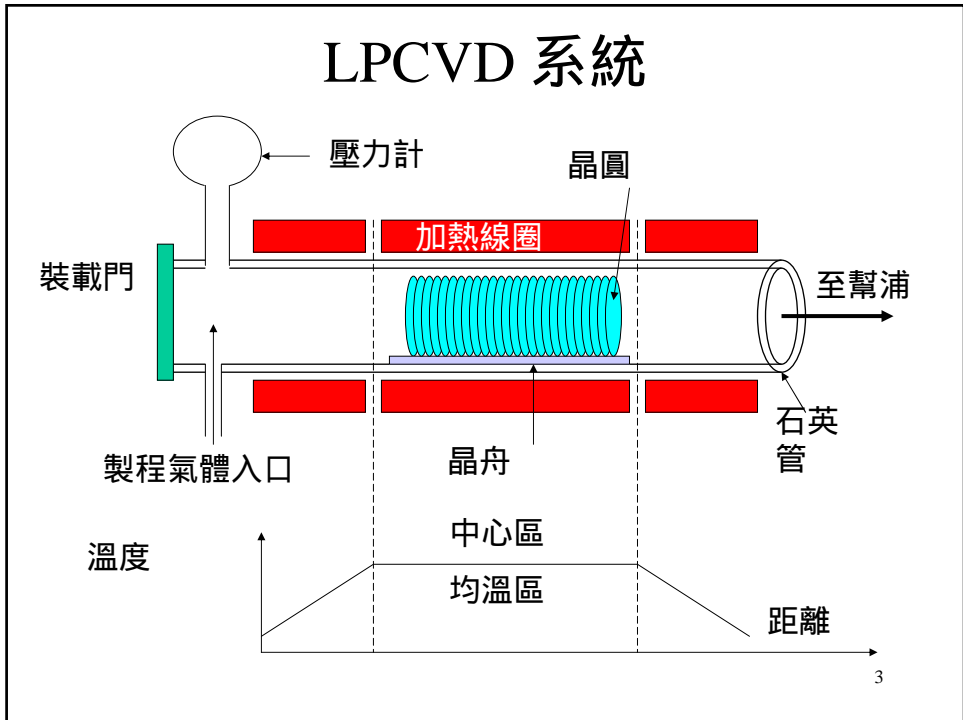 LPCVD 系統
壓力計
晶圓
加熱線圈
裝載門
至幫浦
石英
管
製程氣體入口
晶舟
中心區
溫度
均溫區
距離
3